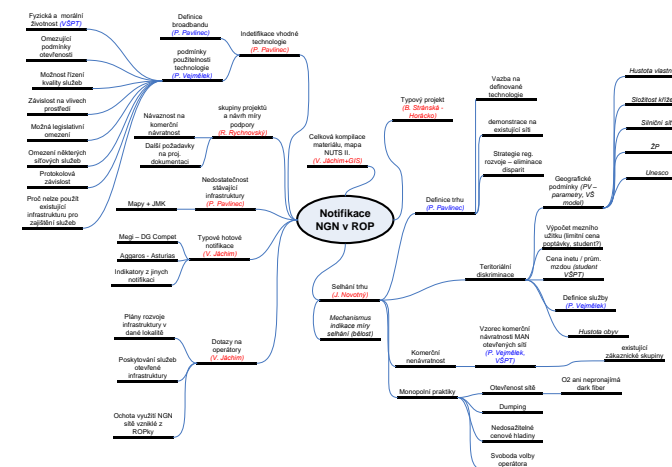 Fyzická a morální
životnost (VŠPT)
Omezující
podmínky
otevřenosti
Možnost řízení
kvality služeb
Závislost na vlivech
prostředí
Možná legislativní
omezení
Omezení některých
síťových služeb
Protokolová
závislost
Proč nelze použít
existující
infrastrukturu pro
zajištění služeb
Definice
broadbandu
(P. Pavlinec)
podmínky
použitelnosti
technologie
(P. Vejmělek)
Indetifikace vhodné
technologie
(P. Pavlinec)
Návaznost na
komerční
návratnost
Další požadavky
na proj.
dokumentaci
skupiny projektů
a návrh míry
podpory
(R. Rychnovský)
Mapy + JMK
Nedostatečnost
stávající
infrastruktury
(P. Pavlinec)
Megi – DG Compet
Aggaros - Asturias
Indikátory z jiných
notifikací
Typové hotové
notifikace
(V. Jáchim)
Plány rozvoje
infrastruktury v
dané lokalitě
Poskytování služeb
otevřené
infrastruktury
Ochota využití NGN
sítě vzniklé z
ROPky
Dotazy na
operátory
(V. Jáchim)
Celková kompilace
materiálu, mapa
NUTS II.
(V. Jáchim+GIS)
Notifikace
NGN v ROP
Typový projekt
(B. Stránská -
Horácko)
Selhání trhu
(J. Novotný)
Mechanismus
indikace míry
selhání (bělost)
Definice trhu
(P. Pavlinec)
Vazba na
definované
technologie
demonstrace na
existující síti
Strategie reg.
rozvoje – eliminace
disparit
Teritoriální
diskriminace
Geografické
podmínky (PV –
parametry, VŠ
model)
Hustota vlastn
Složitost kříže
Silniční sí
ŽP
Unesco
Výpočet mezního
užitku (limitní cena
poptávky, student?)
Cena inetu / prům.
mzdou (student
VŠPT)
Definice služby
(P. Vejmělek)
Hustota obyv
Komerční
nenávratnost
Vzorec komerční
návratnosti MAN
otevřených sítí
(P. Vejmělek,
VŠPT)
existující
zákaznické skupiny
Monopolní praktiky
Otevřenost sítě
O2 ani nepronajímá
dark fiber
Dumping
Nedosažitelné
cenové hladiny
Svoboda volby
operátora